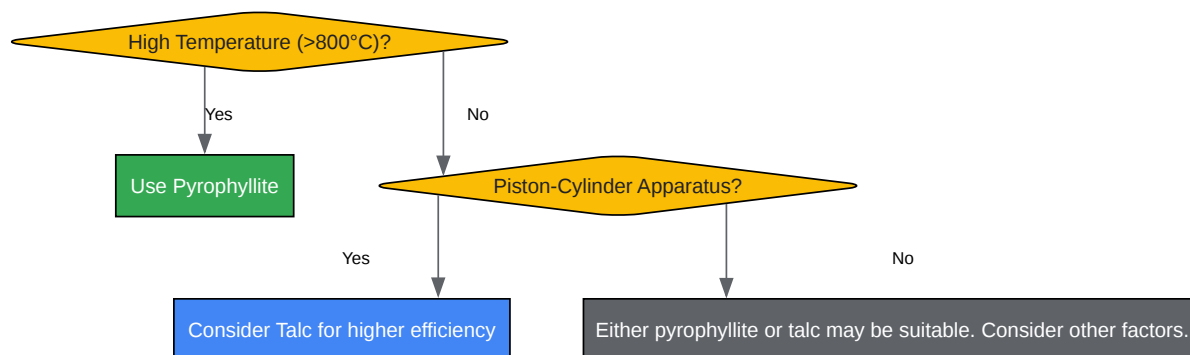 High Temperature (>800°C)?
Yes
No
Use Pyrophyllite
Piston-Cylinder Apparatus?
Yes
No
Consider Talc for higher efficiency
Either pyrophyllite or talc may be suitable. Consider other factors.